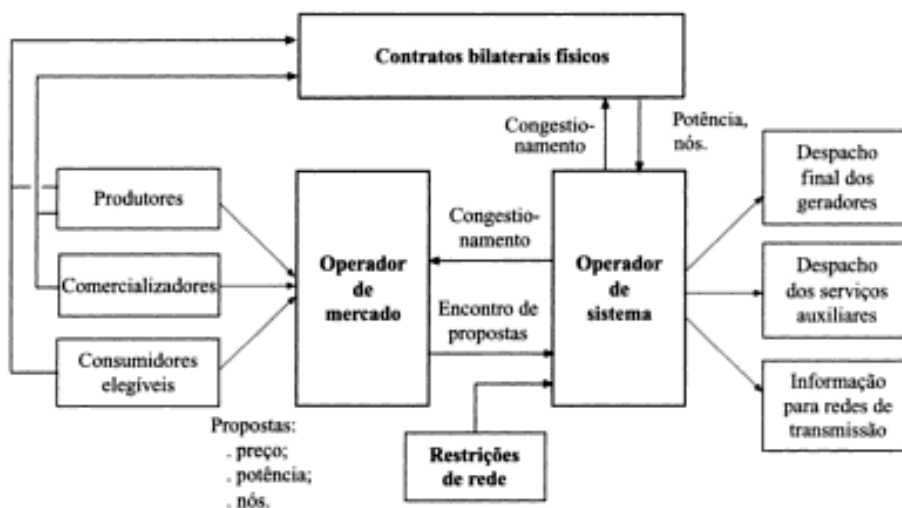 Contratos bilaterais físicos
Congestio-
namento
Potência,
nós.
Despacho
final dos
geradores
Produtores
Comercializadores
Consumidores
elegíveis
Operador
de
mercado
Congestio-
namento
Encontro de
propostas
Operador
de
sistema
Despacho
dos serviços
auxiliares
Informação
para redes de
transmissão
Propostas:
. preço;
. potência;
. nós.
Restrições
de rede